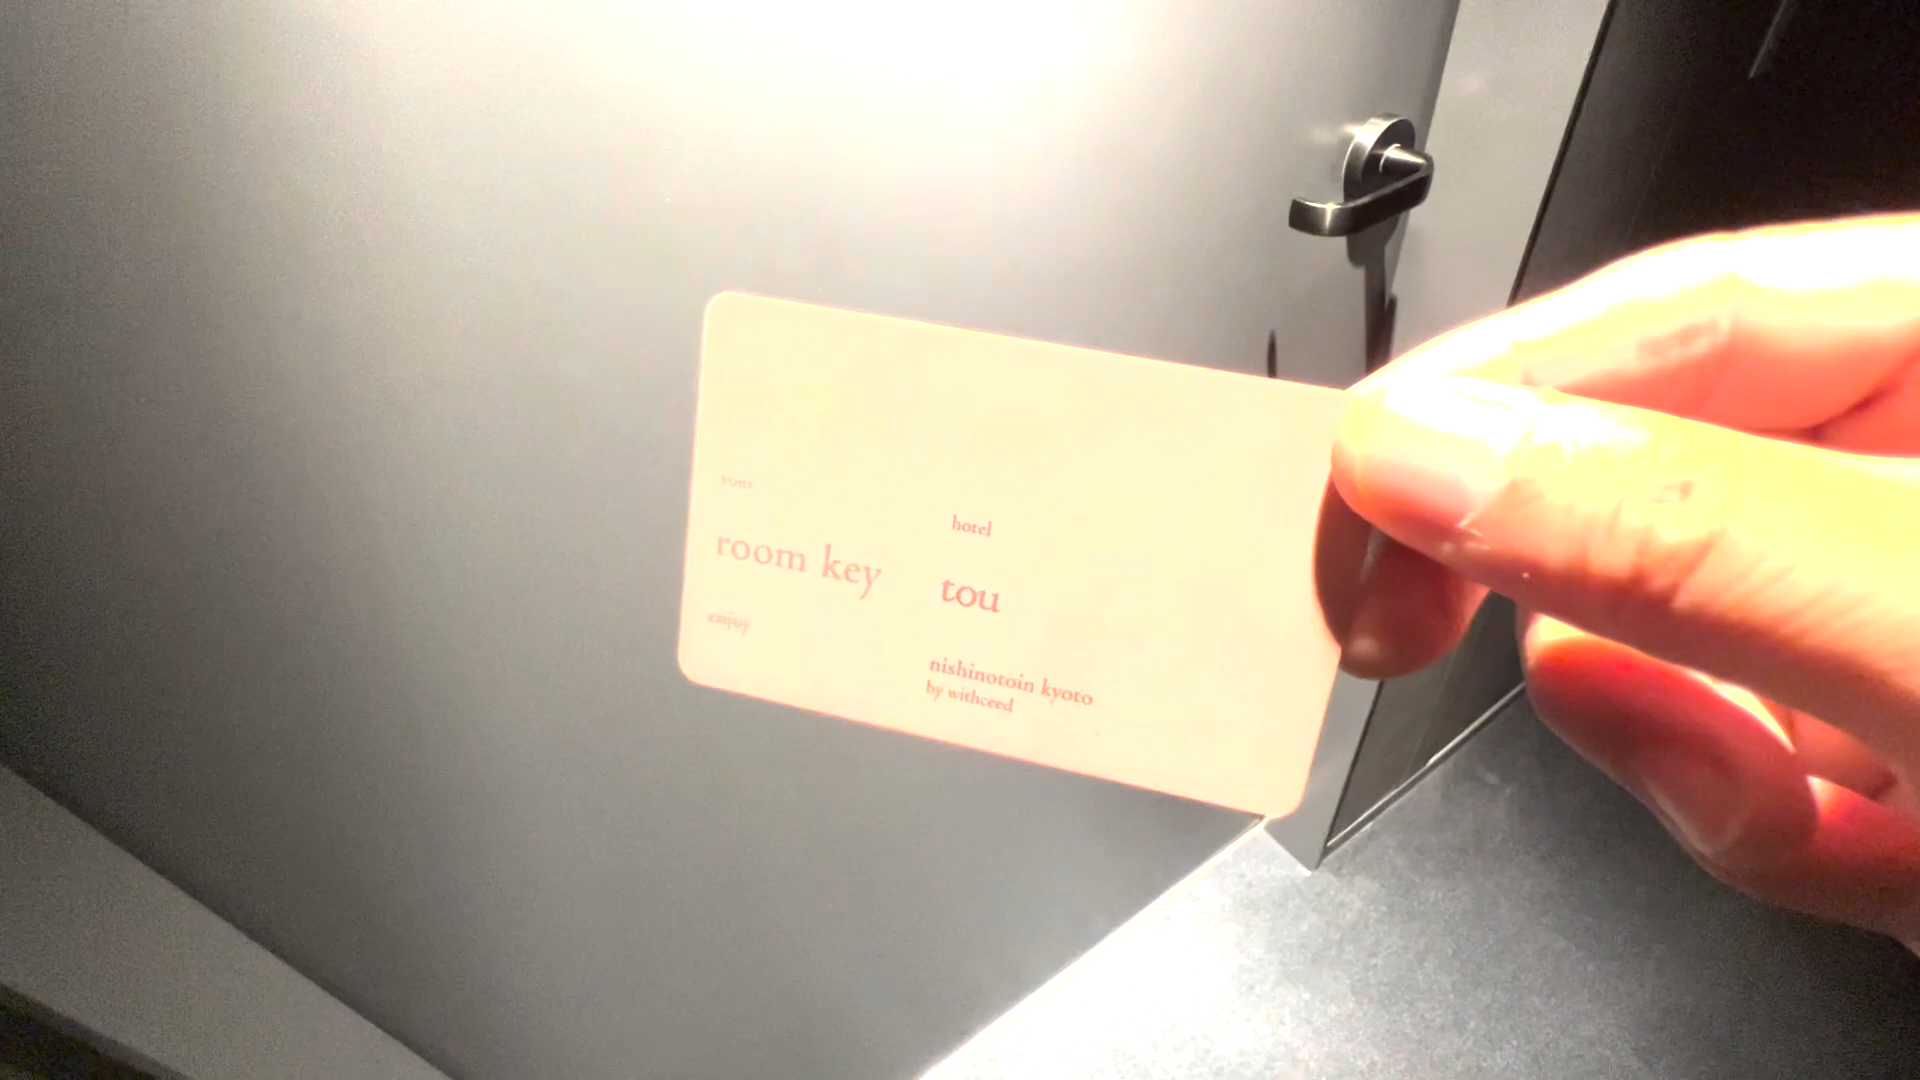 your
room key
enjoy
hotel
tou
nishinotoin kyoto
by withceed